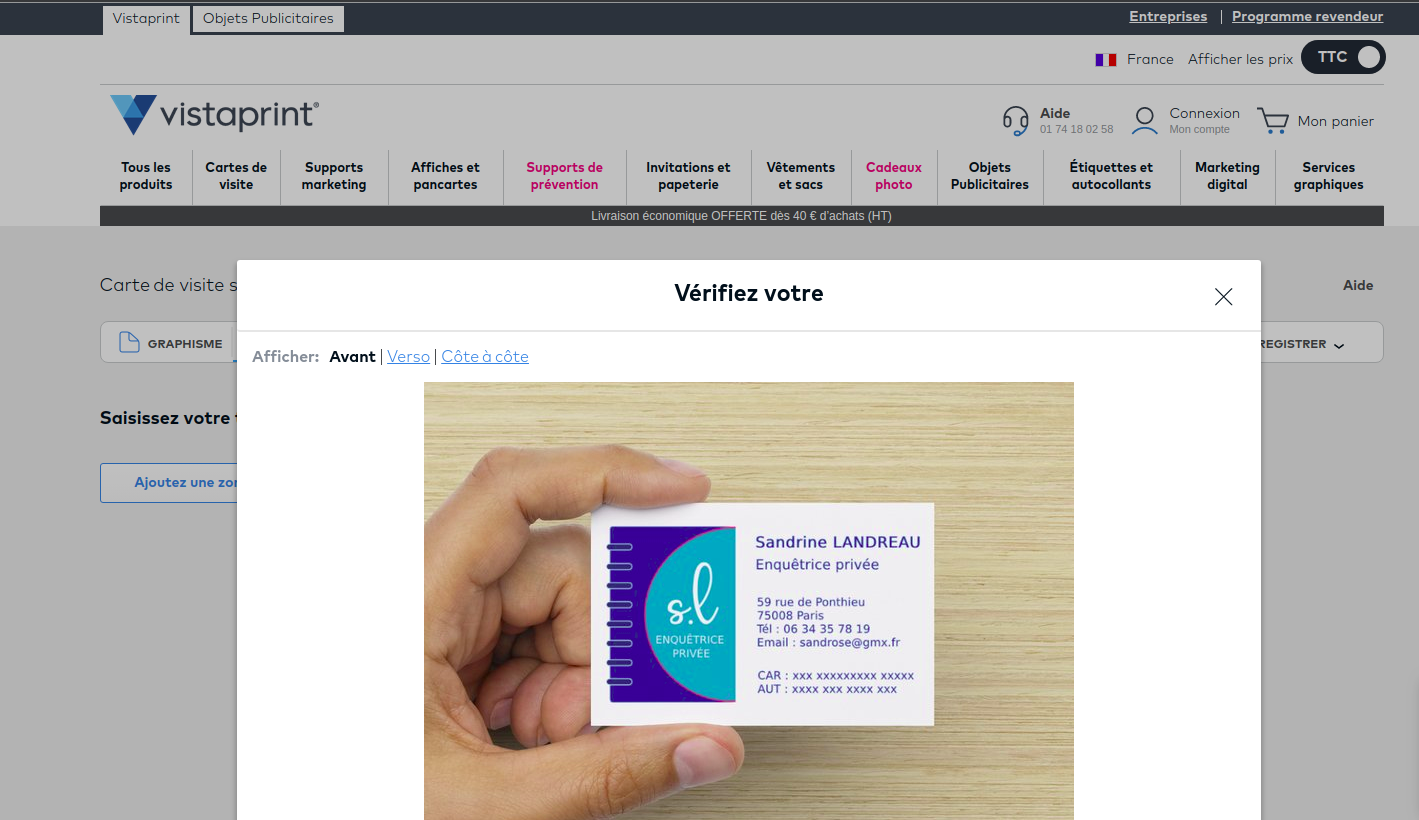 Vistaprint Objets Publicitaires Entreprises | Programme revendeur
France Afficher les prix TTC
vistaprint®
Aide
01 74 18 02 58
Connexion
Mon compte
Mon panier
Tous les produits
Cartes de visite
Supports marketing
Affiches et pancartes
Supports de prévention
Invitations et papeterie
Vêtements et sacs
Cadeaux photo
Objets Publicitaires
Étiquettes et autocollants
Marketing digital
Services graphiques
Livraison économique OFFERTE dès 40 € d'achats (HT)
Carte de visite s
Aide
Vérifiez votre
GRAPHISME
REGISTRER
Afficher: Avant | Verso | Côte à côte
Saisissez votre
Ajoutez une zo
Sandrine LANDREAU
Enquêtrice privée
59 rue de Ponthieu
75008 Paris
Tél : 06 34 35 78 19
Email : sandrose@gmx.fr
CAR : xxx xxxxxxxxx xxxxx
AUT : xxxx xxx xxxx xxx
s.l
ENQUÊTRICE
PRIVÉE